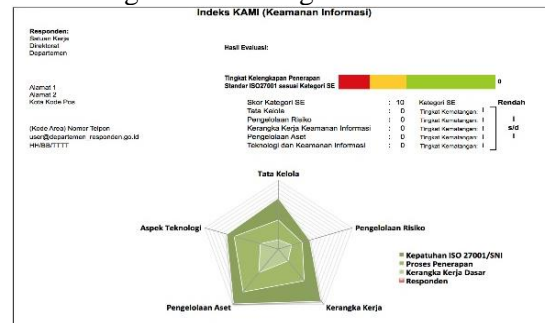 Indeks KAMI (Keamanan Informasi)
Responden:
Satuan Kerja
Direktorat
Departemen
Alamat 1
Alamat 2
Kota Kode Pos
(Kode Area) Nomer Telpon
user@departemen_responden.go.id
HH/BB/TTTT
Hasil Evaluasi:
Tingkat Kelengkapan Penerapan
Standar ISO27001 sesuai Kategori SE
0
Skor Kategori SE : 10 Kategori SE Rendah
Tata Kelola : 0 Tingkat Kematangan: I
Pengelolaan Risiko : 0 Tingkat Kematangan: I I
Kerangka Kerja Keamanan Informasi : 0 Tingkat Kematangan: I s/d
Pengelolaan Aset : 0 Tingkat Kematangan: I I
Teknologi dan Keamanan Informasi : 0 Tingkat Kematangan: I
Tata Kelola
Aspek Teknologi
Pengelolaan Risiko
Pengelolaan Aset
Kerangka Kerja
Kepatuhan ISO 27001/SNI
Proses Penerapan
Kerangka Kerja Dasar
Responden